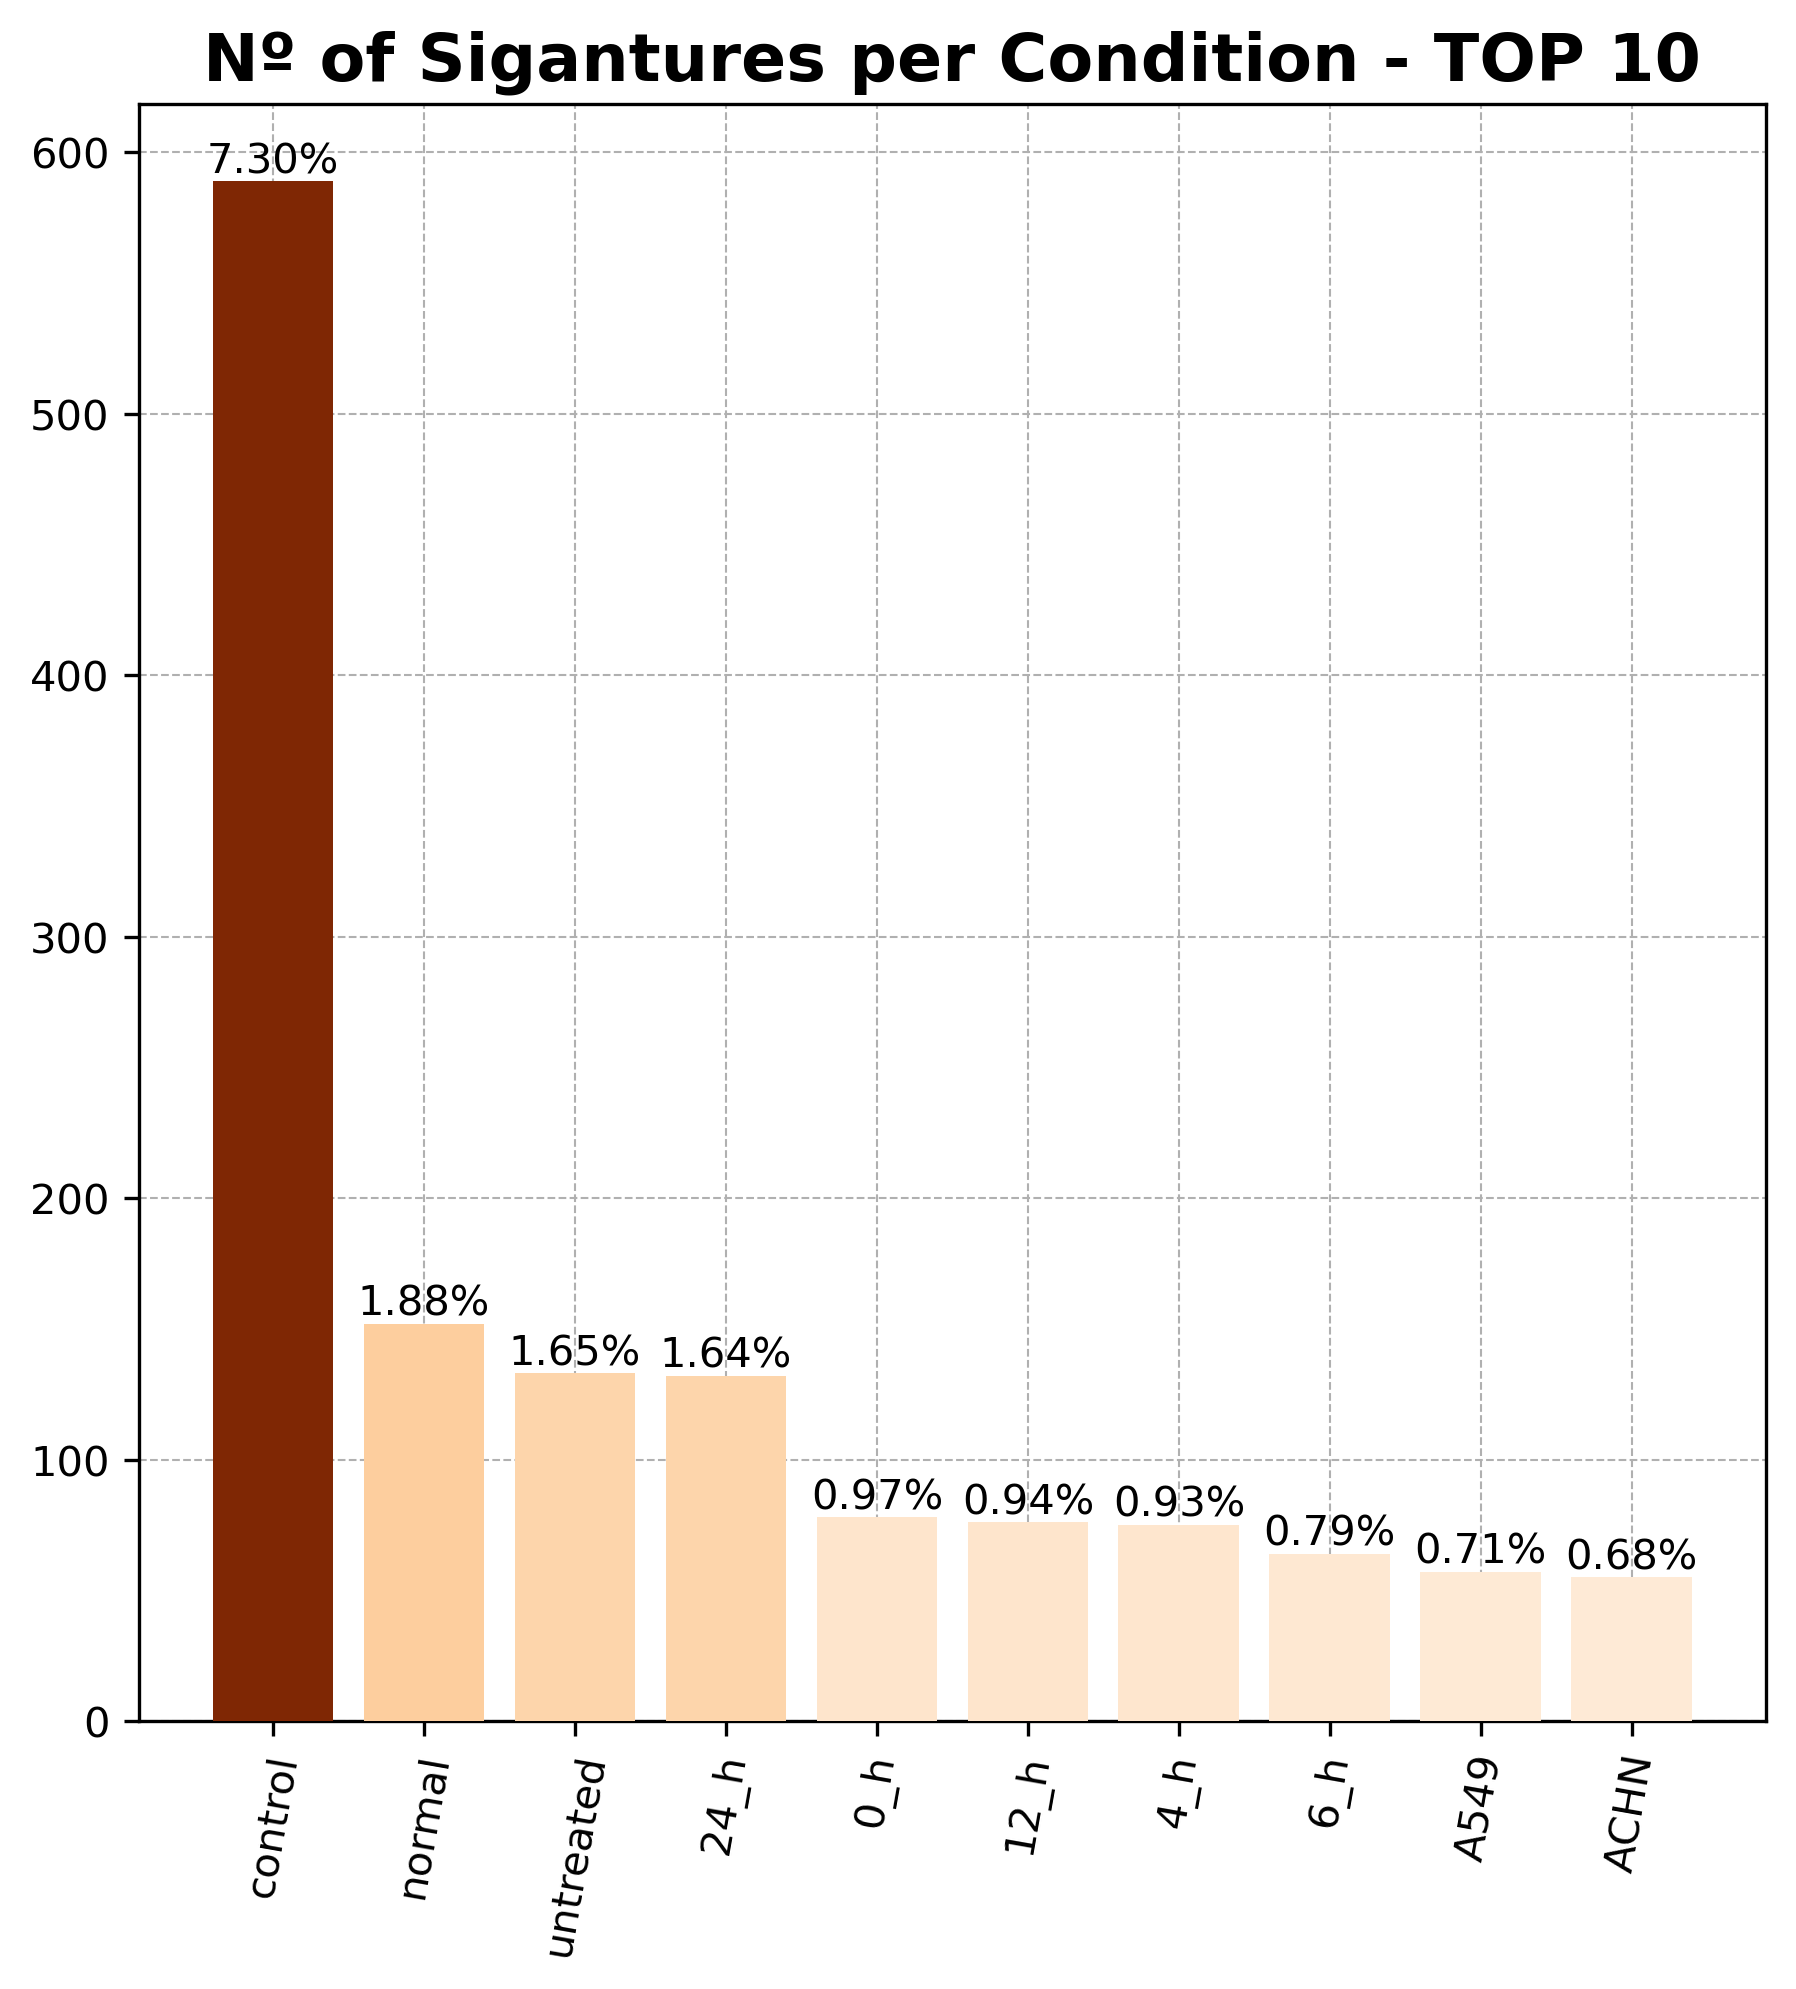 Nº of Sigantures per Condition - TOP 10
600
500
400
300
200
100
0
7.30%
1.88%
1.65%
1.64%
0.97%
0.94%
0.93%
0.79%
0.71%
0.68%
control
normal
untreated
24_h
0_h
12_h
4_h
6_h
A549
ACHN